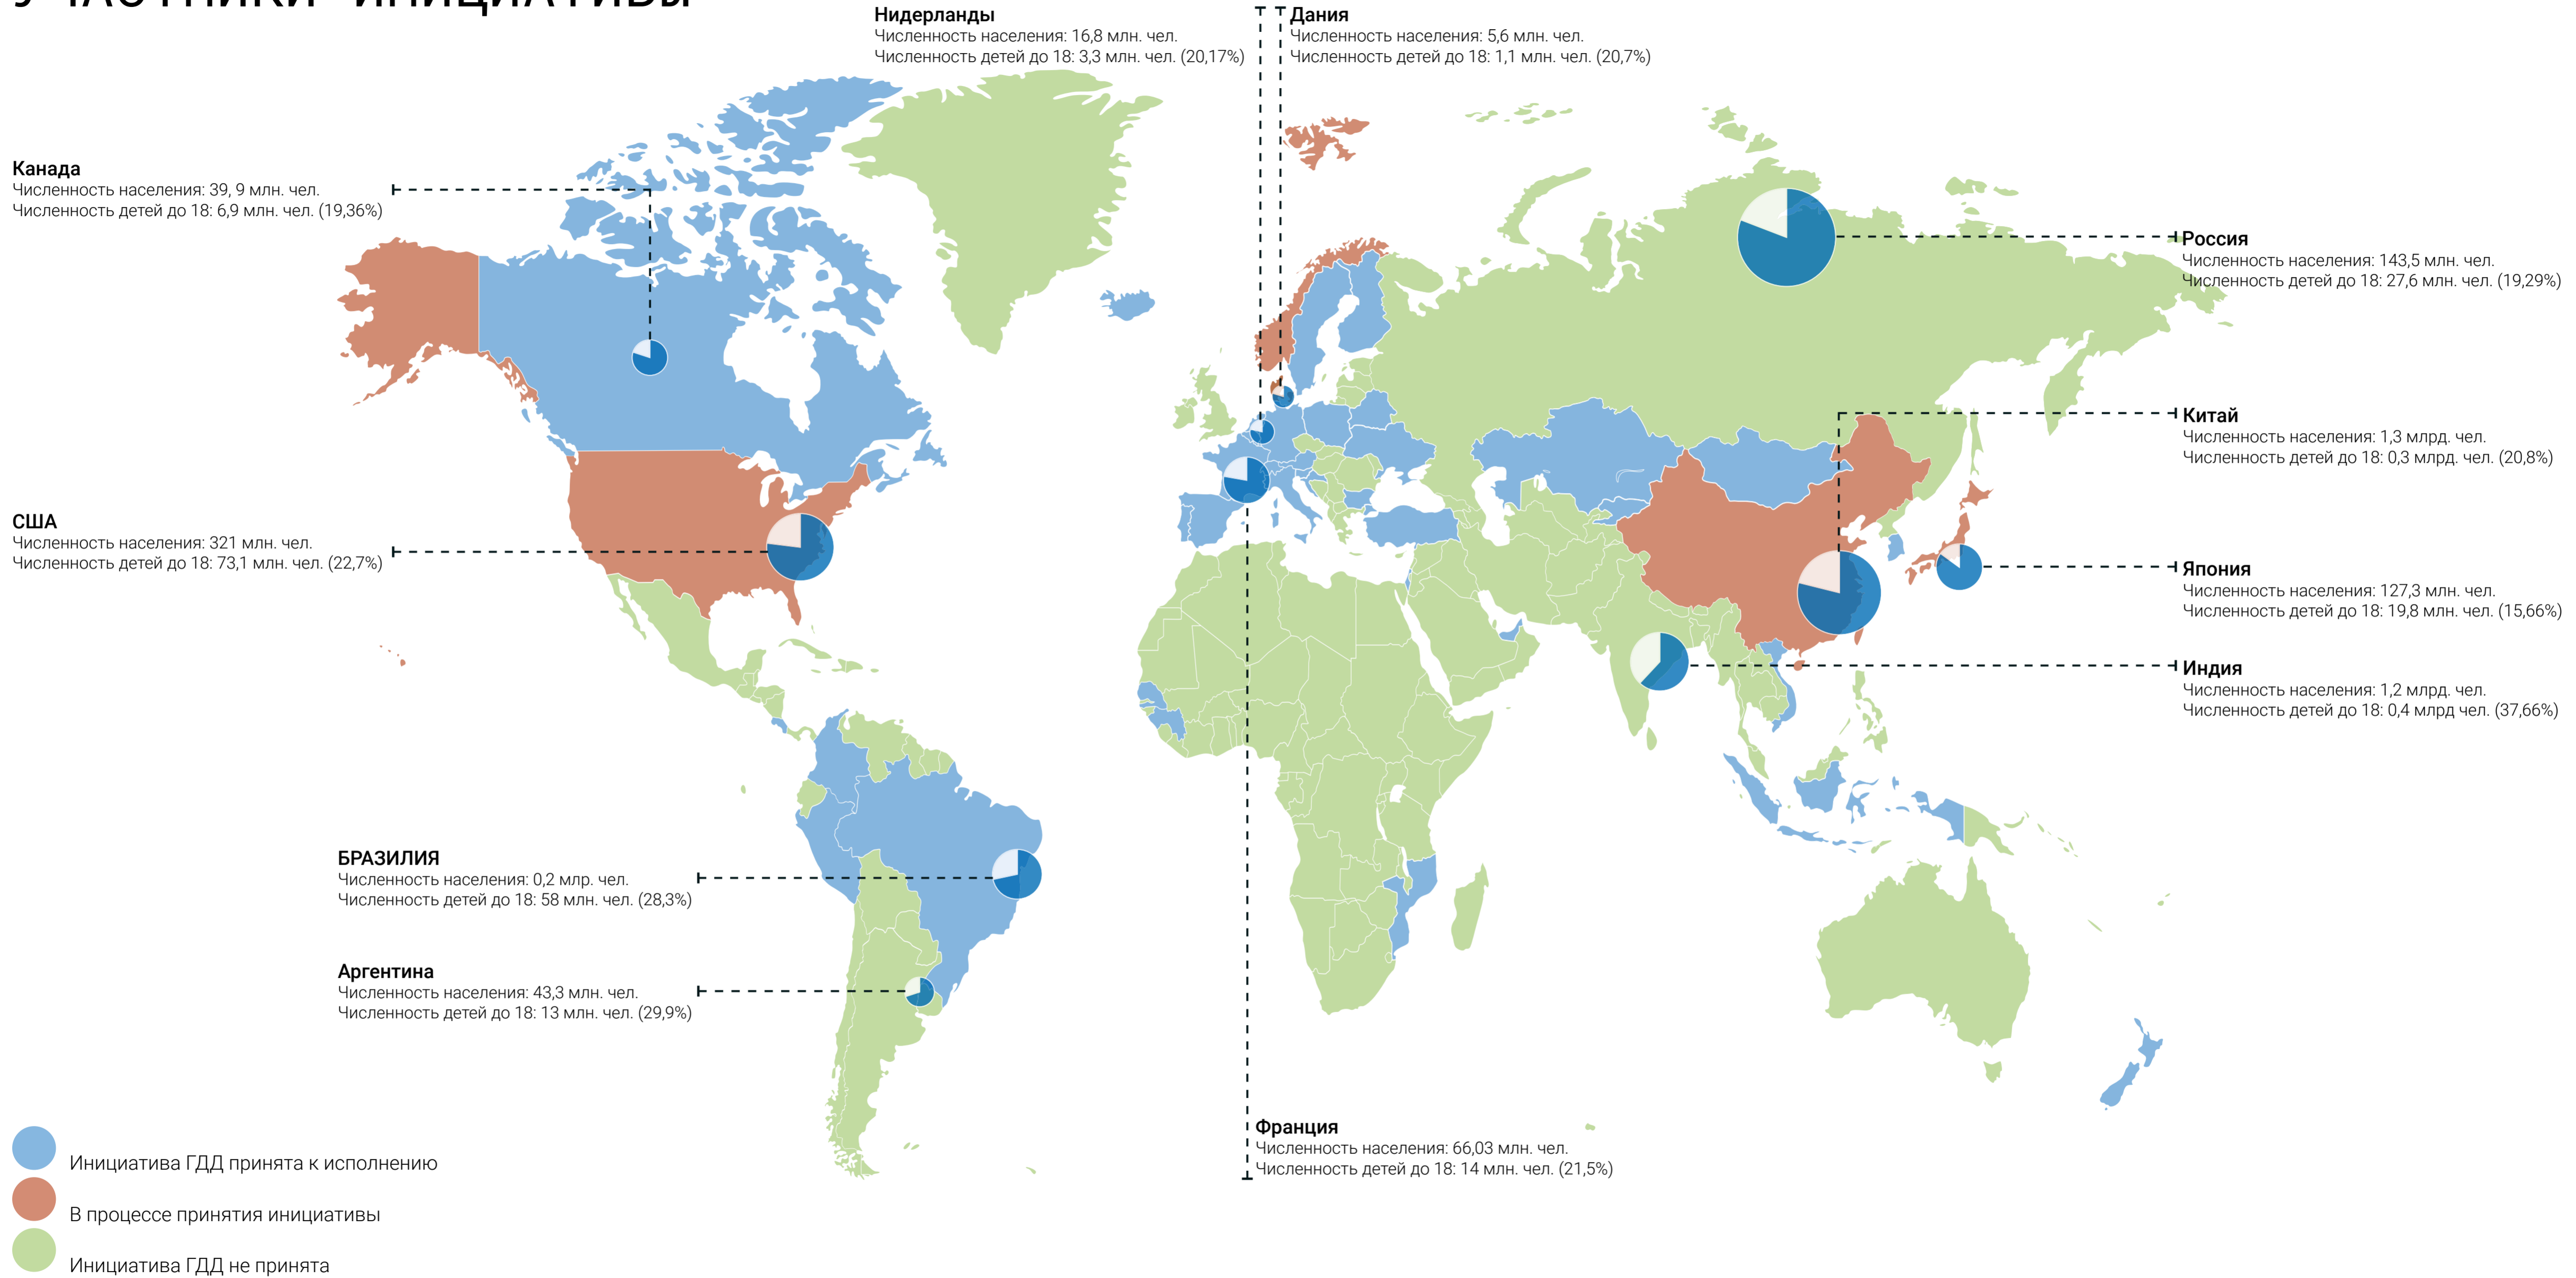 УЧАСТНИКИ ИНИЦИАТИВЫ
Нидерланды
Численность населения: 16,8 млн. чел.
Численность детей до 18: 3,3 млн. чел. (20,17%)
Дания
Численность населения: 5,6 млн. чел.
Численность детей до 18: 1,1 млн. чел. (20,7%)
Канада
Численность населения: 39, 9 млн. чел.
Численность детей до 18: 6,9 млн. чел. (19,36%)
Россия
Численность населения: 143,5 млн. чел.
Численность детей до 18: 27,6 млн. чел. (19,29%)
Китай
Численность населения: 1,3 млрд. чел.
Численность детей до 18: 0,3 млрд. чел. (20,8%)
США
Численность населения: 321 млн. чел.
Численность детей до 18: 73,1 млн. чел. (22,7%)
Япония
Численность населения: 127,3 млн. чел.
Численность детей до 18: 19,8 млн. чел. (15,66%)
Индия
Численность населения: 1,2 млрд. чел.
Численность детей до 18: 0,4 млрд чел. (37,66%)
БРАЗИЛИЯ
Численность населения: 0,2 млр. чел.
Численность детей до 18: 58 млн. чел. (28,3%)
Аргентина
Численность населения: 43,3 млн. чел.
Численность детей до 18: 13 млн. чел. (29,9%)
Франция
Численность населения: 66,03 млн. чел.
Численность детей до 18: 14 млн. чел. (21,5%)
Инициатива ГДД принята к исполнению
В процессе принятия инициативы
Инициатива ГДД не принята